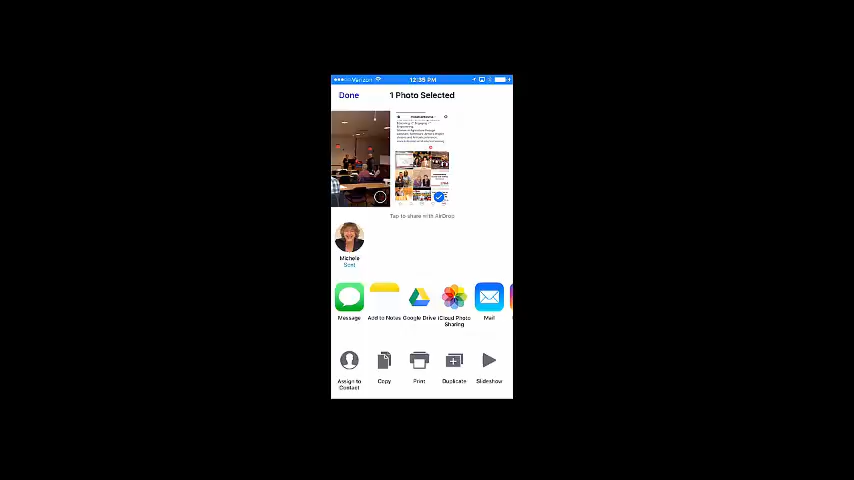 Verizon 12:35 PM
Done 1 Photo Selected
Tap to share with AirDrop
Michele
Sent
Message Add to Notes Google Drive iCloud Photo Sharing Mail
Assign to Contact Copy Print Duplicate Slideshow